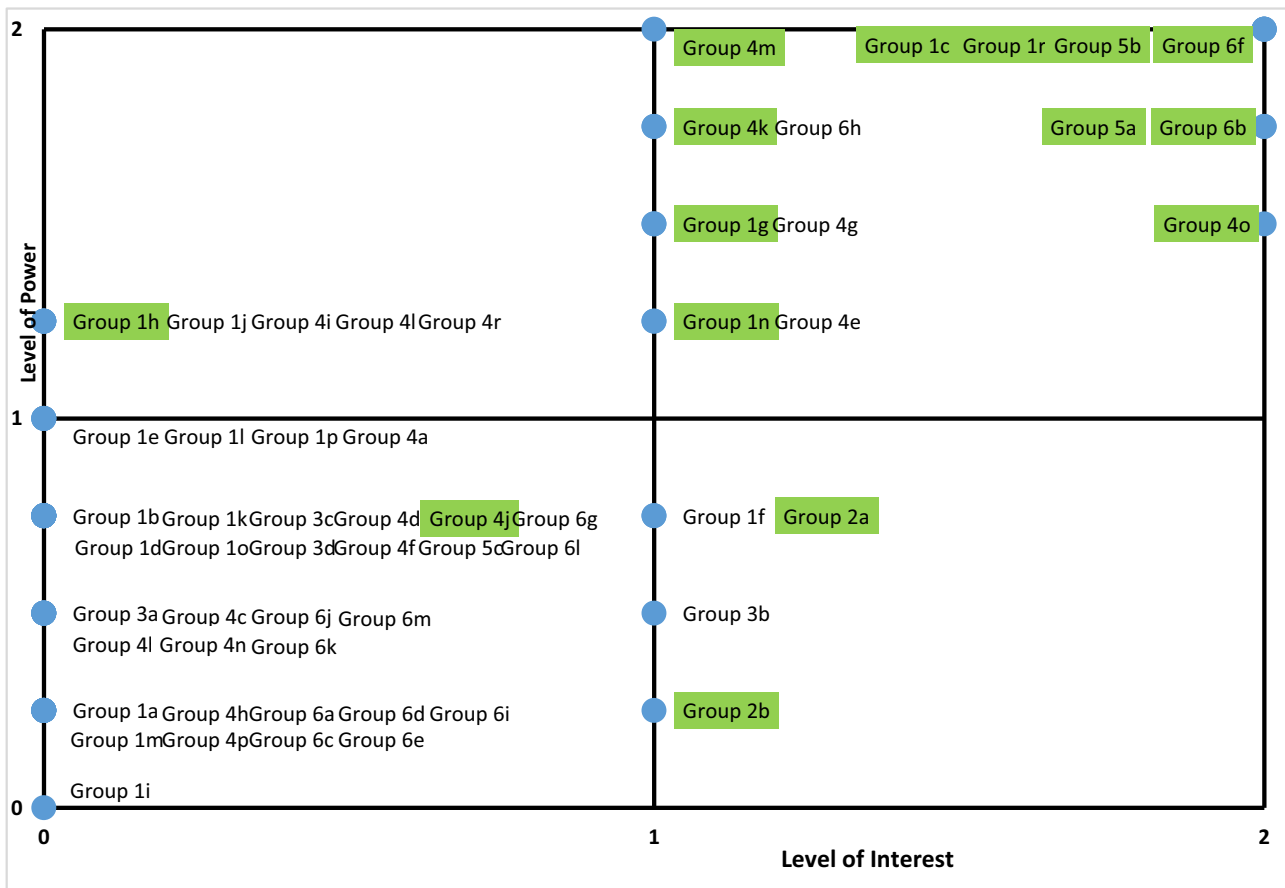 2
Group 4m Group 1c Group 1r Group 5b Group 6f
Group 4k Group 6h Group 5a Group 6b
Group 1g Group 4g Group 4o
Level of Power
Group 1h Group 1j Group 4i Group 4l Group 4r Group 1n Group 4e
1
Group 1e Group 1l Group 1p Group 4a
Group 1b Group 1k Group 3c Group 4d Group 4j Group 6g Group 1f Group 2a
Group 1d Group 1o Group 3d Group 4f Group 5c Group 6l
Group 3a Group 4c Group 6j Group 6m Group 3b
Group 4l Group 4n Group 6k
Group 1a Group 4h Group 6a Group 6d Group 6i Group 2b
Group 1m Group 4p Group 6c Group 6e
Group 1i
0
0 1 2
Level of Interest